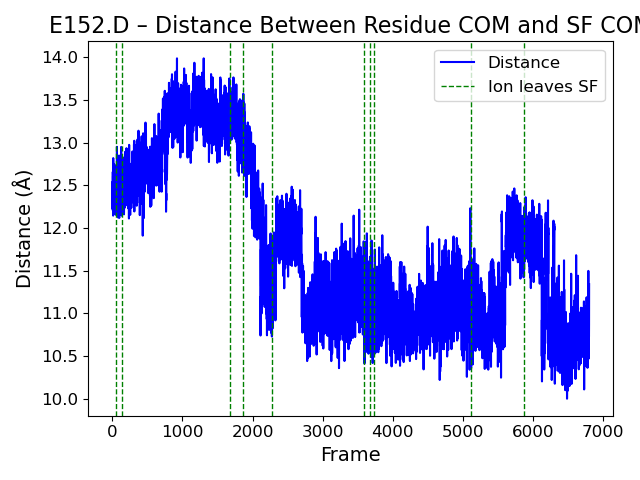 E152.D – Distance Between Residue COM and SF COM
14.0
13.5
13.0
12.5
12.0
11.5
11.0
10.5
10.0
Distance (Å)
Distance
Ion leaves SF
0 1000 2000 3000 4000 5000 6000 7000
Frame